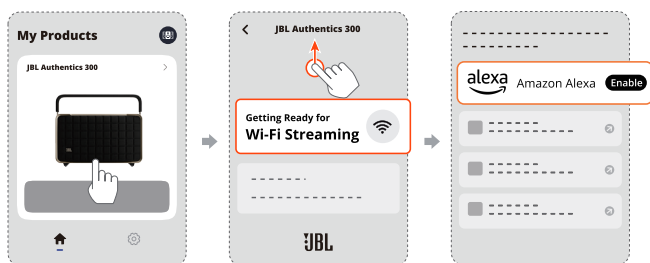 My Products
JBL Authentics 300
JBL
JBL Authentics 300
Getting Ready for
Wi-Fi Streaming
JBL
alexa
Amazon Alexa
Enable